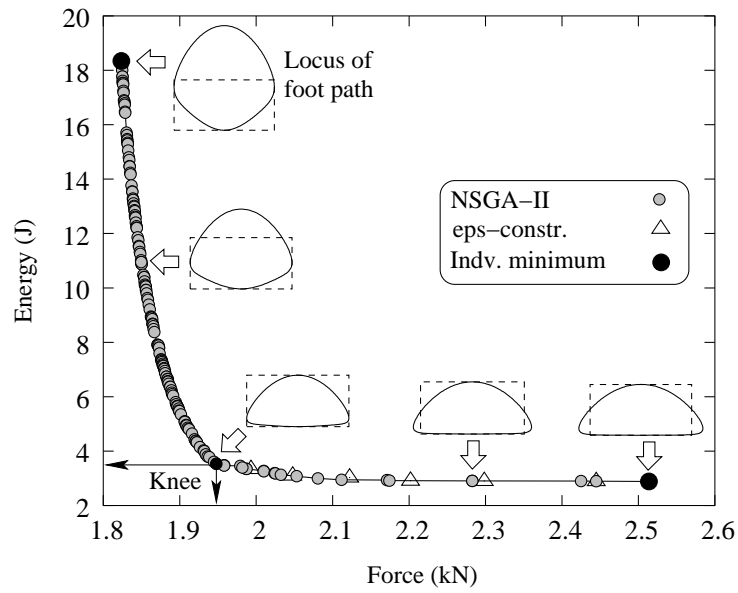 20
18
16
14
12
10
8
6
4
2
Energy (J)
Locus of
foot path
NSGA−II
eps−constr.
Indv. minimum
Knee
1.8 1.9 2 2.1 2.2 2.3 2.4 2.5 2.6
Force (kN)